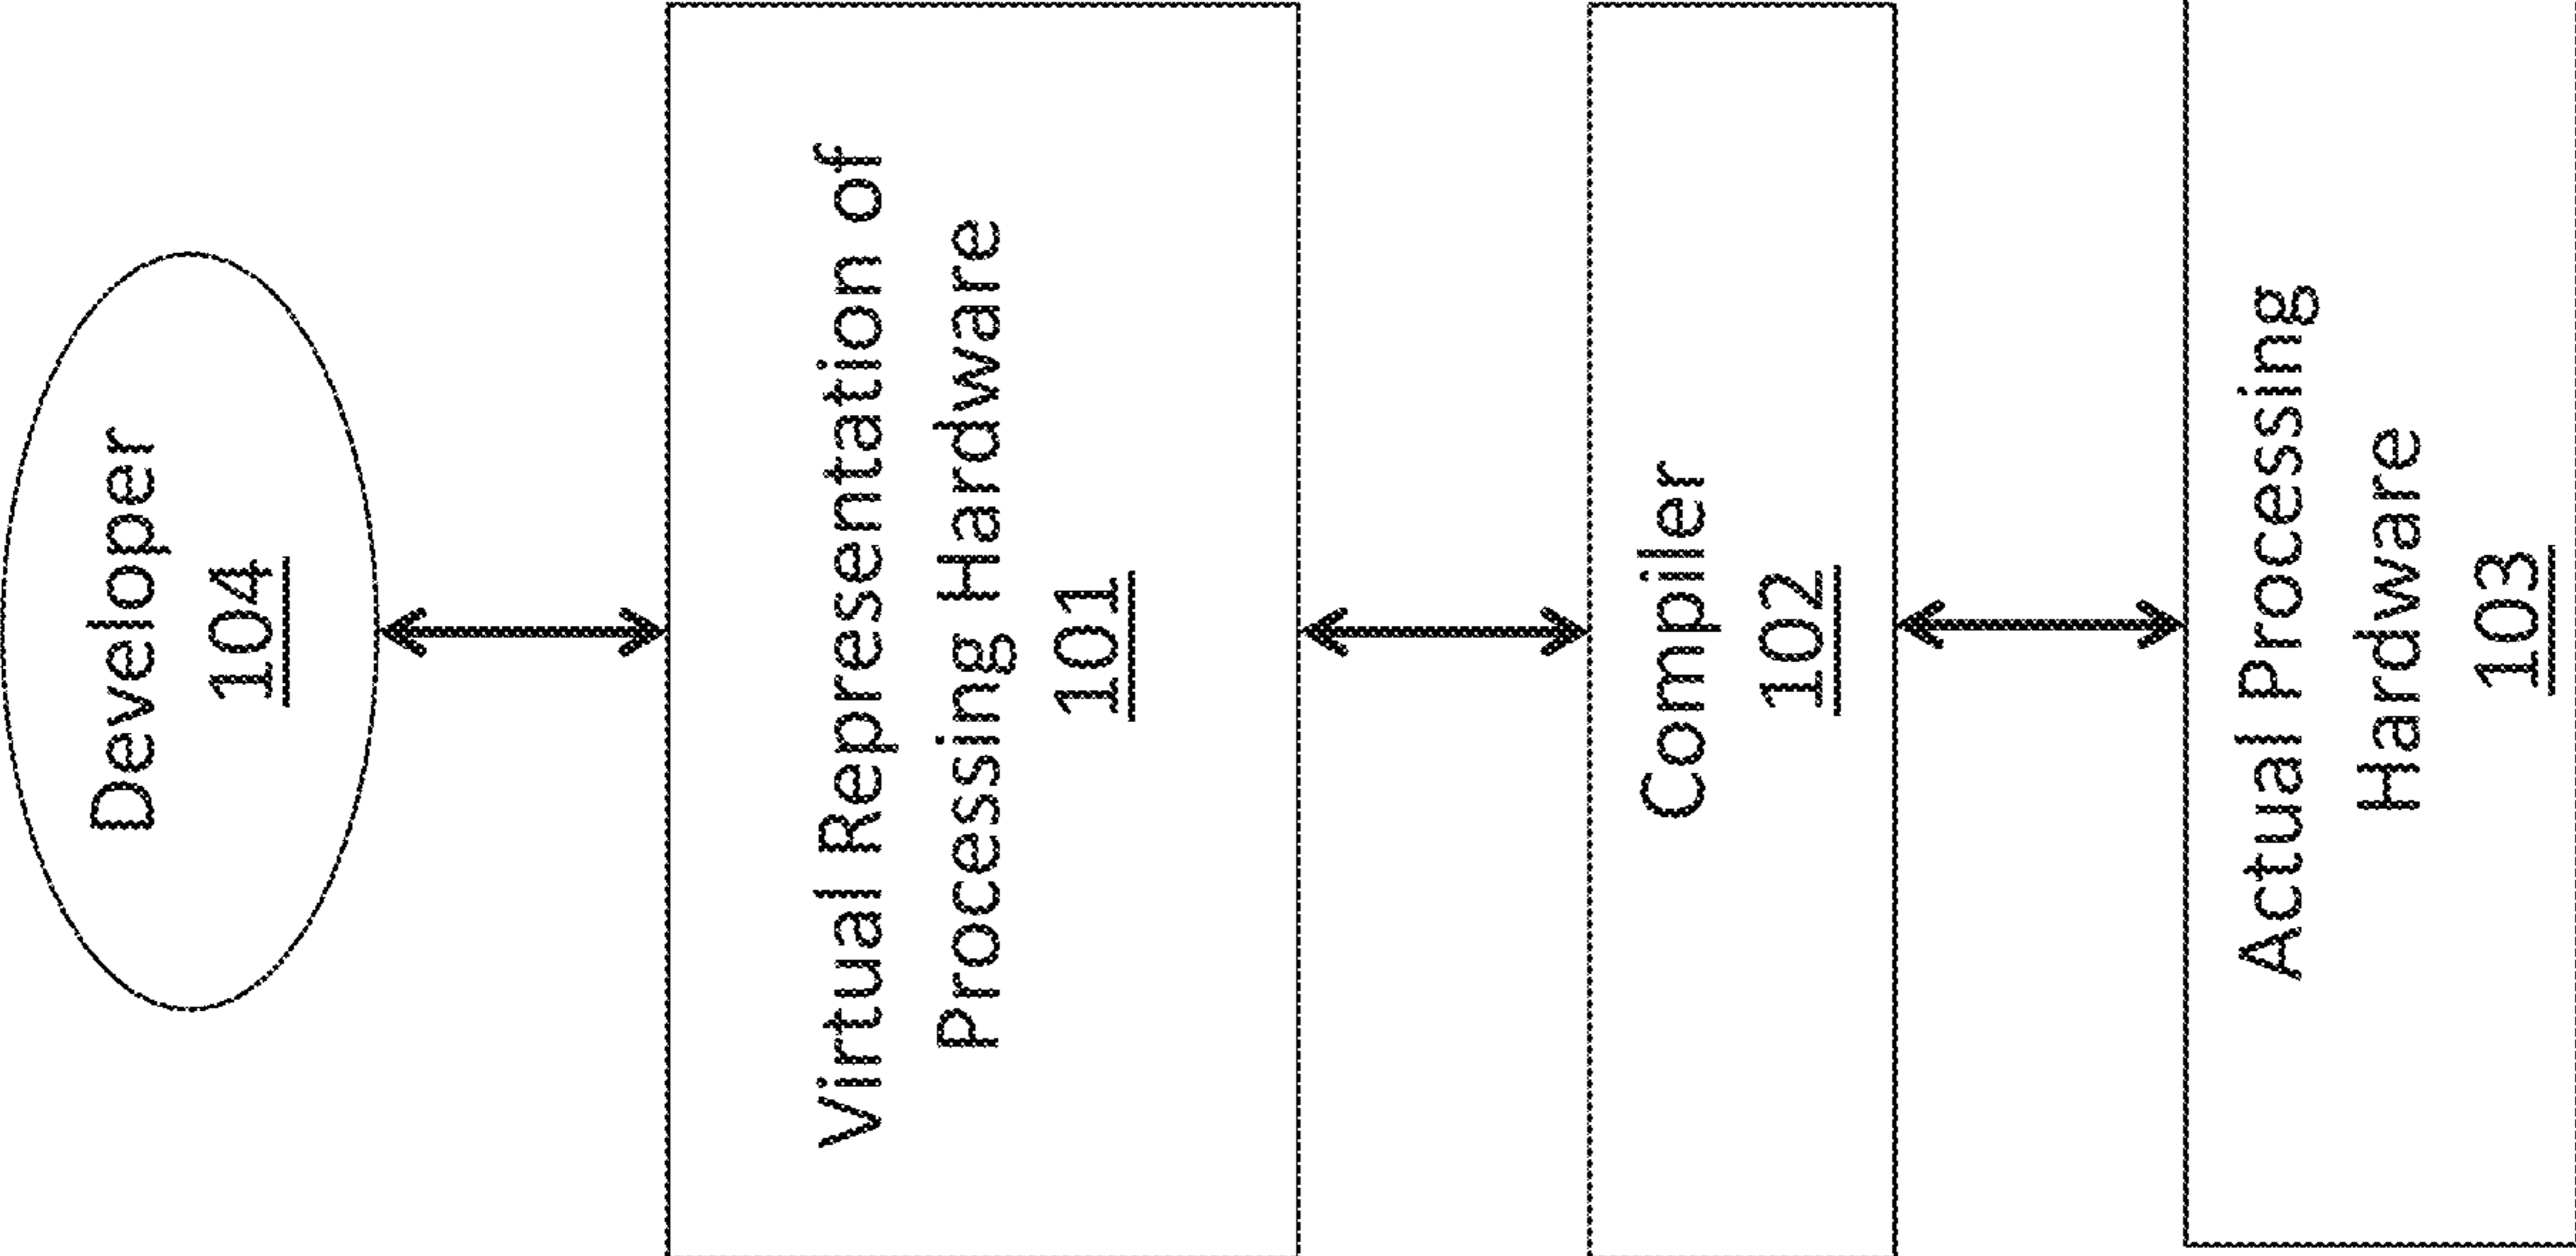 Developer
104
Virtual Representation of
Processing Hardware
101
Compiler
102
Actual Processing
Hardware
103